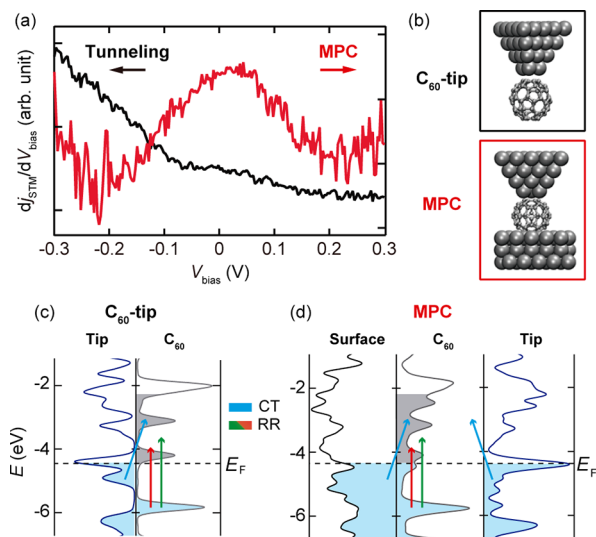 (a)
Tunneling
MPC
dj_STM/dV_bias (arb. unit)
-0.3 -0.2 -0.1 0 0.1 0.2 0.3
V_bias (V)
(b)
C₆₀-tip
MPC
(c)
C₆₀-tip
Tip C₆₀
E (eV)
-2
-4
-6
E_F
CT
RR
(d)
MPC
Surface C₆₀ Tip
-2
-4
-6
E_F